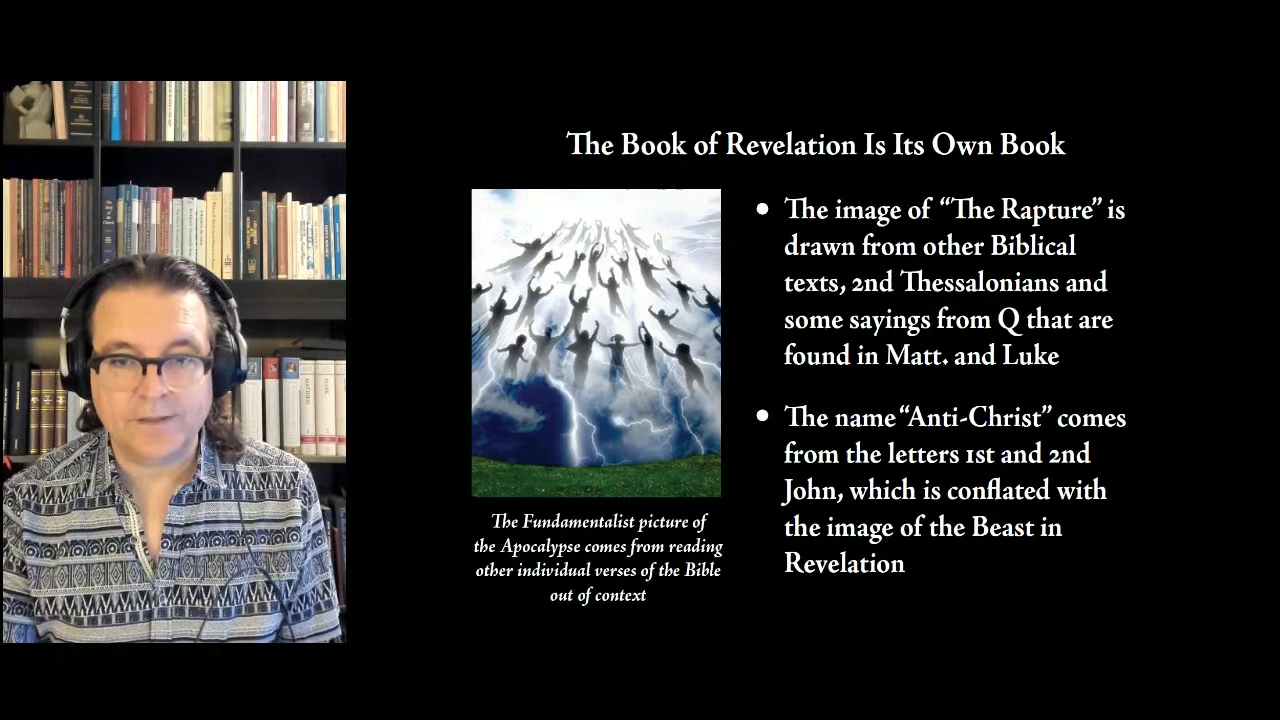 The Book of Revelation Is Its Own Book
• The image of “The Rapture” is
drawn from other Biblical
texts, 2nd Thessalonians and
some sayings from Q that are
found in Matt. and Luke
• The name “Anti-Christ” comes
from the letters 1st and 2nd
John, which is conflated with
the image of the Beast in
Revelation
The Fundamentalist picture of
the Apocalypse comes from reading
other individual verses of the Bible
out of context